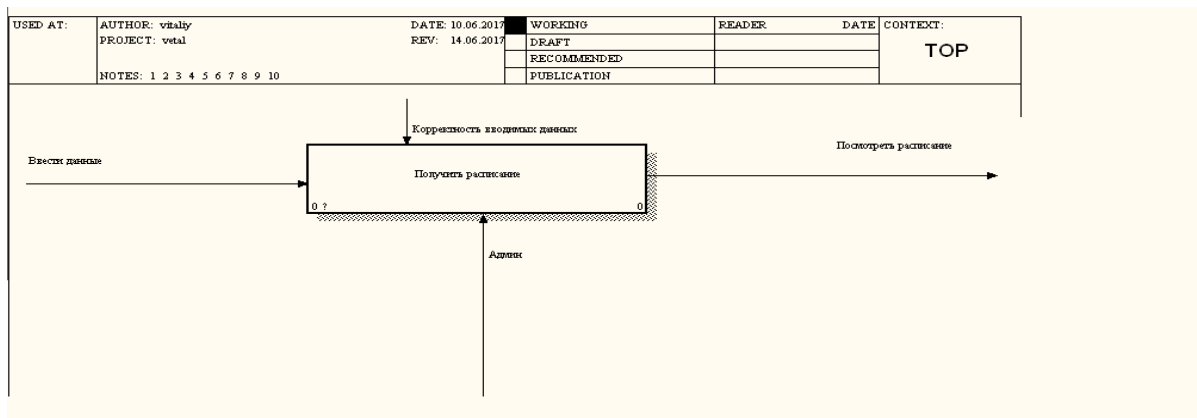 USED AT:
AUTHOR: vitaliy
DATE: 10.06.2017
WORKING
READER
DATE
CONTEXT:
PROJECT: vetal
REV: 14.06.2017
DRAFT
TOP
RECOMMENDED
NOTES: 1 2 3 4 5 6 7 8 9 10
PUBLICATION
Корректность вводимых данных
Ввести данные
Посмотреть расписание
Получить расписание
0 ?
0
Админ